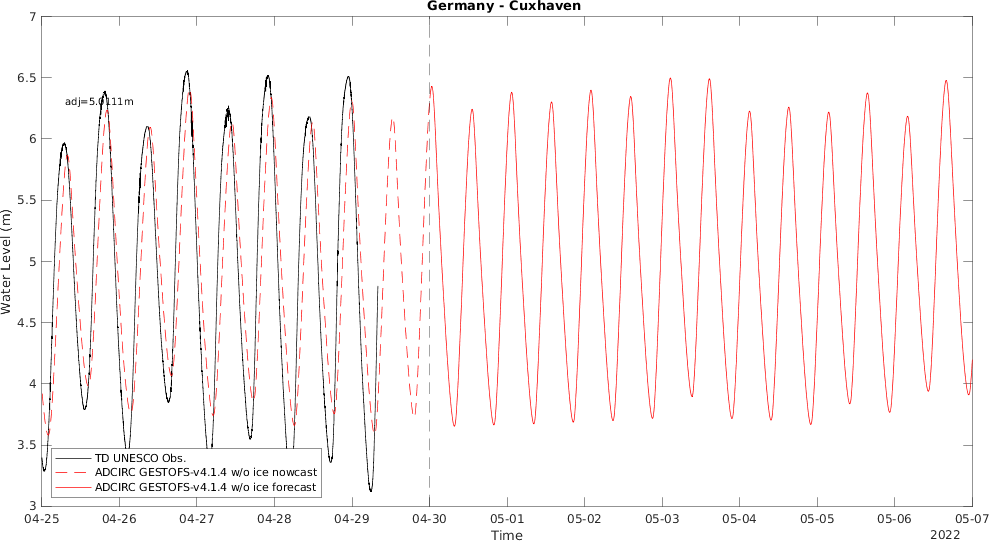 Germany - Cuxhaven
7
6.5
6
5.5
5
4.5
4
3.5
3
Water Level (m)
adj=5.0111m
TD UNESCO Obs.
ADCIRC GESTOFS-v4.1.4 w/o ice nowcast
ADCIRC GESTOFS-v4.1.4 w/o ice forecast
04-25 04-26 04-27 04-28 04-29 04-30 05-01 05-02 05-03 05-04 05-05 05-06 05-07
Time
2022